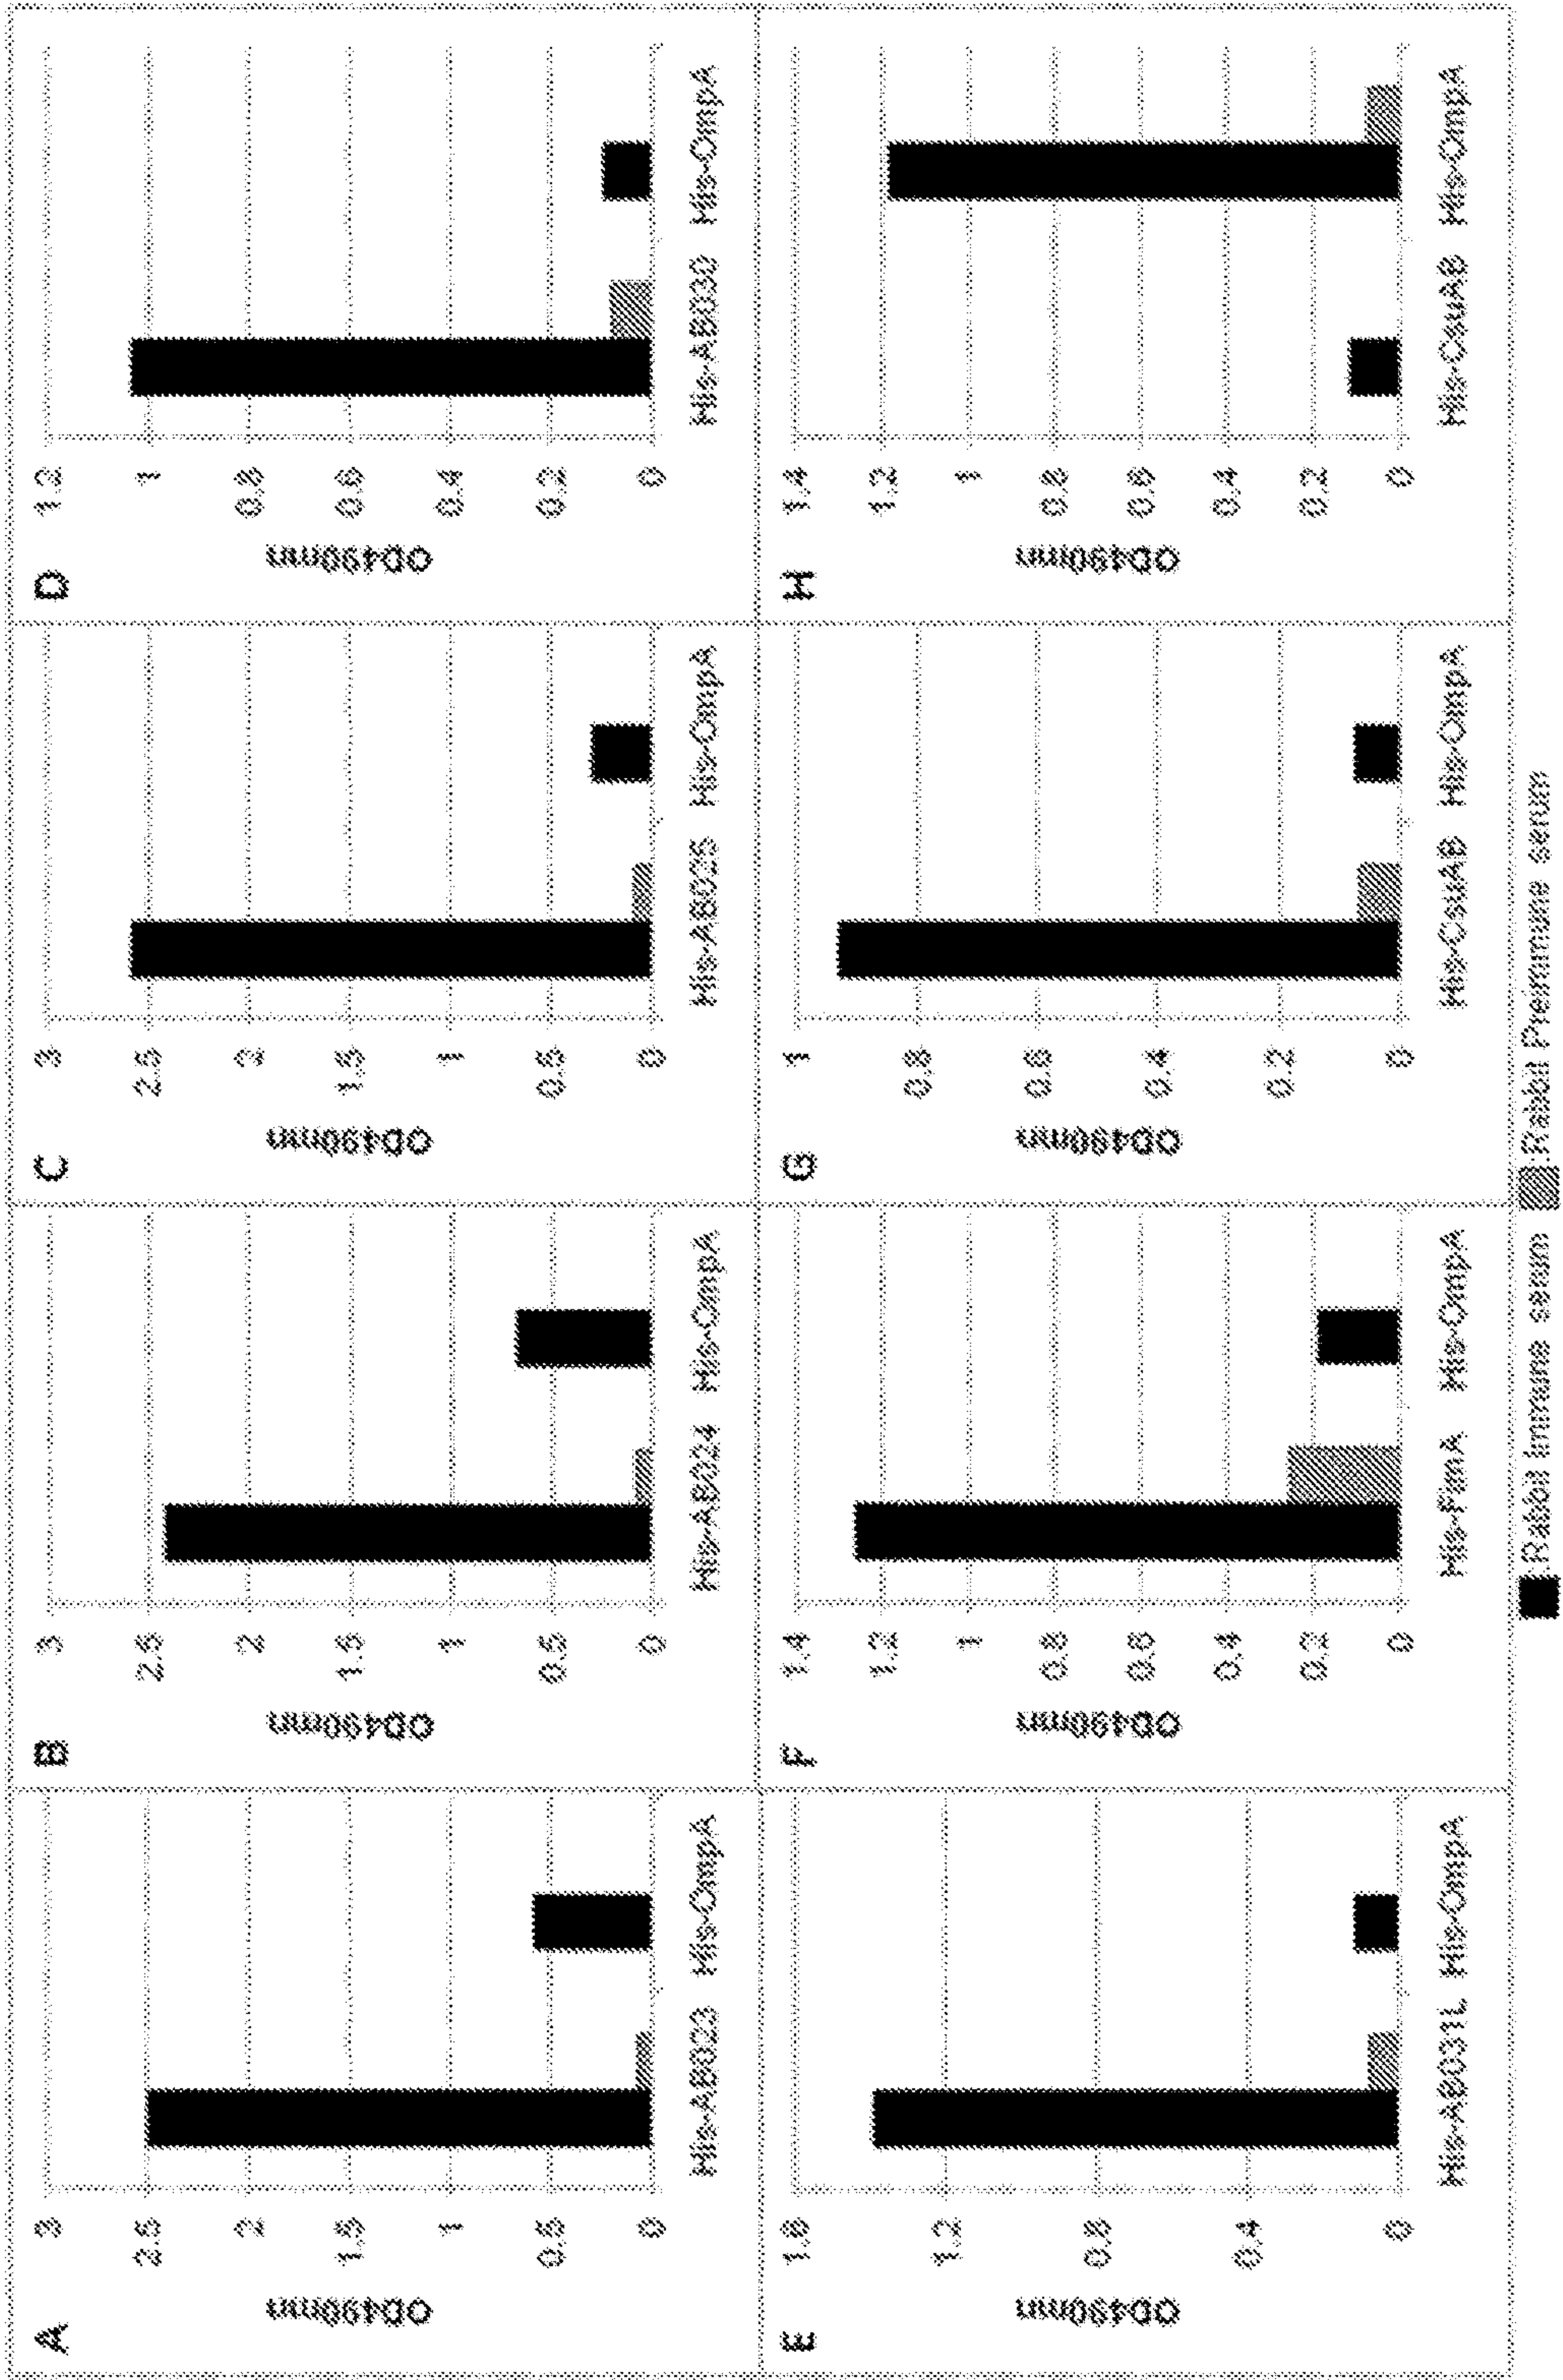 A
OD490nm
3
2.5
2
1.5
1
0.5
0
His-AB023 His-OmpA
B
OD490nm
3
2.5
2
1.5
1
0.5
0
His-AB024 His-OmpA
C
OD490nm
3
2.5
2
1.5
1
0.5
0
His-AB025 His-OmpA
D
OD490nm
1.2
1
0.8
0.6
0.4
0.2
0
His-AB030 His-OmpA
E
OD490nm
1.6
1.2
0.8
0.4
0
His-AB031L His-OmpA
F
OD490nm
1.4
1.2
1
0.8
0.6
0.4
0.2
0
His-FimA His-OmpA
G
OD490nm
1
0.8
0.6
0.4
0.2
0
His-CsuAB His-OmpA
H
OD490nm
1.4
1.2
1
0.8
0.6
0.4
0.2
0
His-CsuAB His-OmpA
:Rabbit Immune serum :Rabbit Preimmune serum